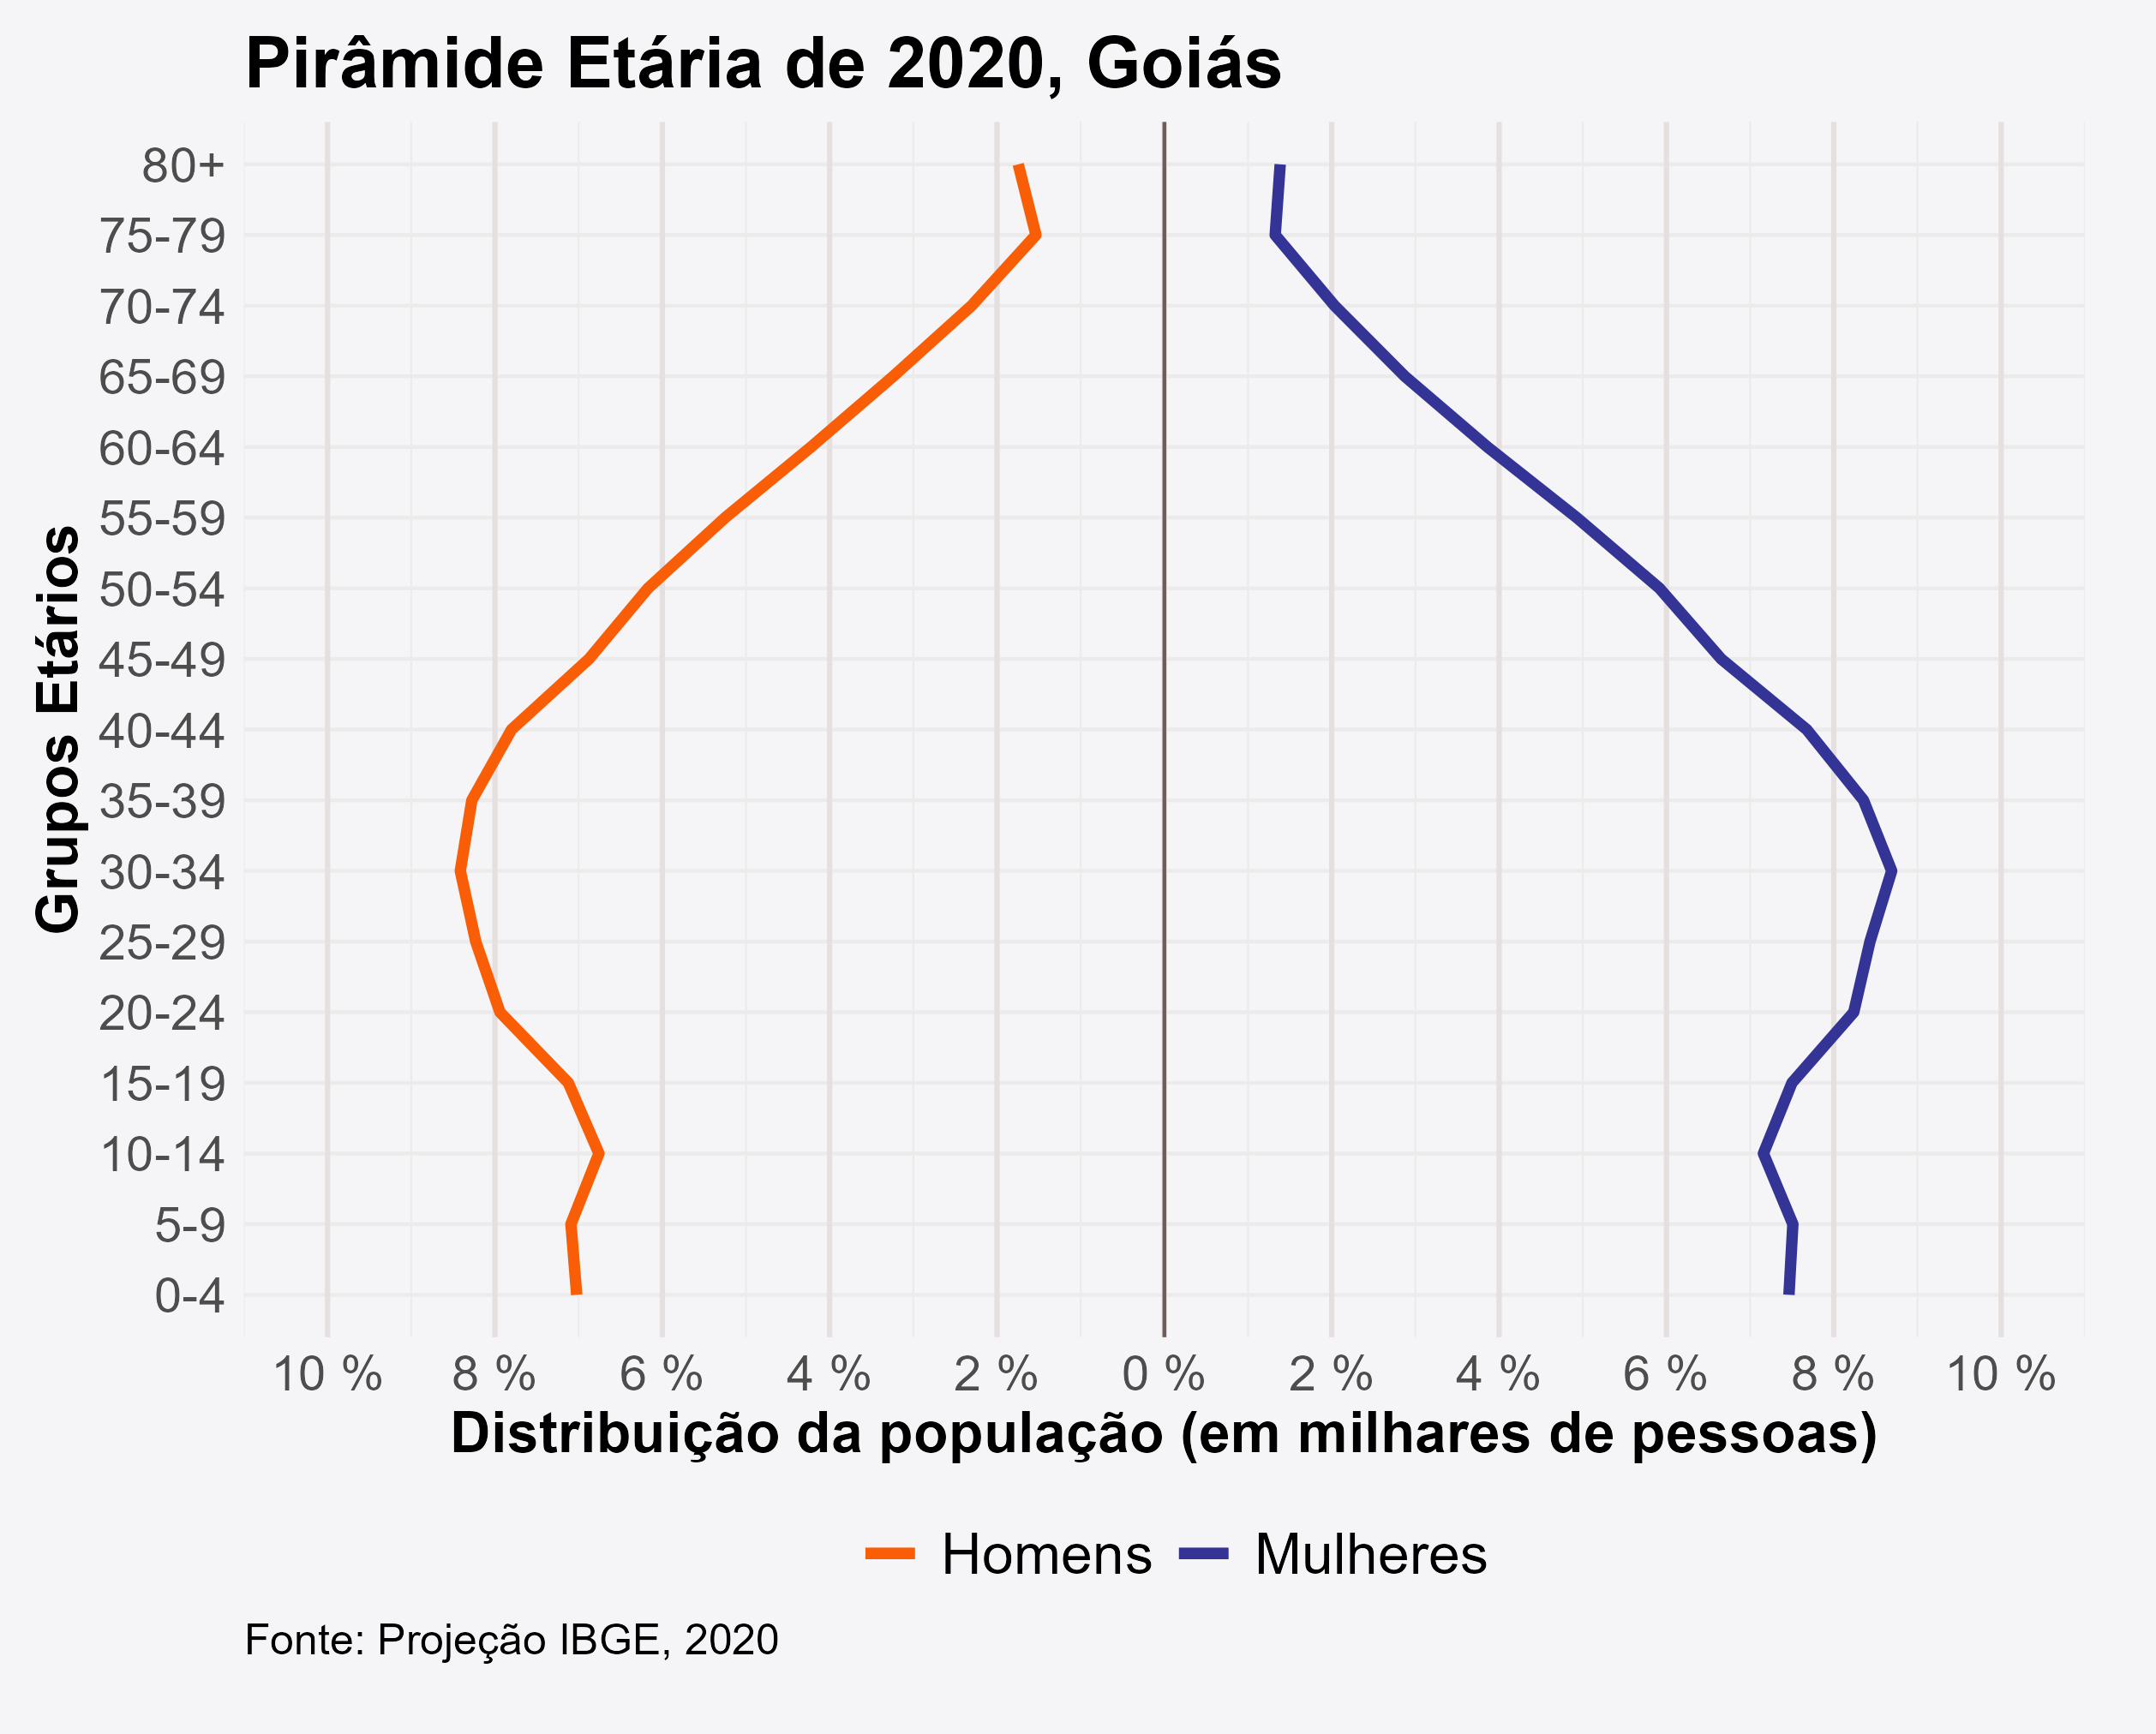 Pirâmide Etária de 2020, Goiás
Grupos Etários
80+
75-79
70-74
65-69
60-64
55-59
50-54
45-49
40-44
35-39
30-34
25-29
20-24
15-19
10-14
5-9
0-4
10 % 8 % 6 % 4 % 2 % 0 % 2 % 4 % 6 % 8 % 10 %
Distribuição da população (em milhares de pessoas)
Homens Mulheres
Fonte: Projeção IBGE, 2020